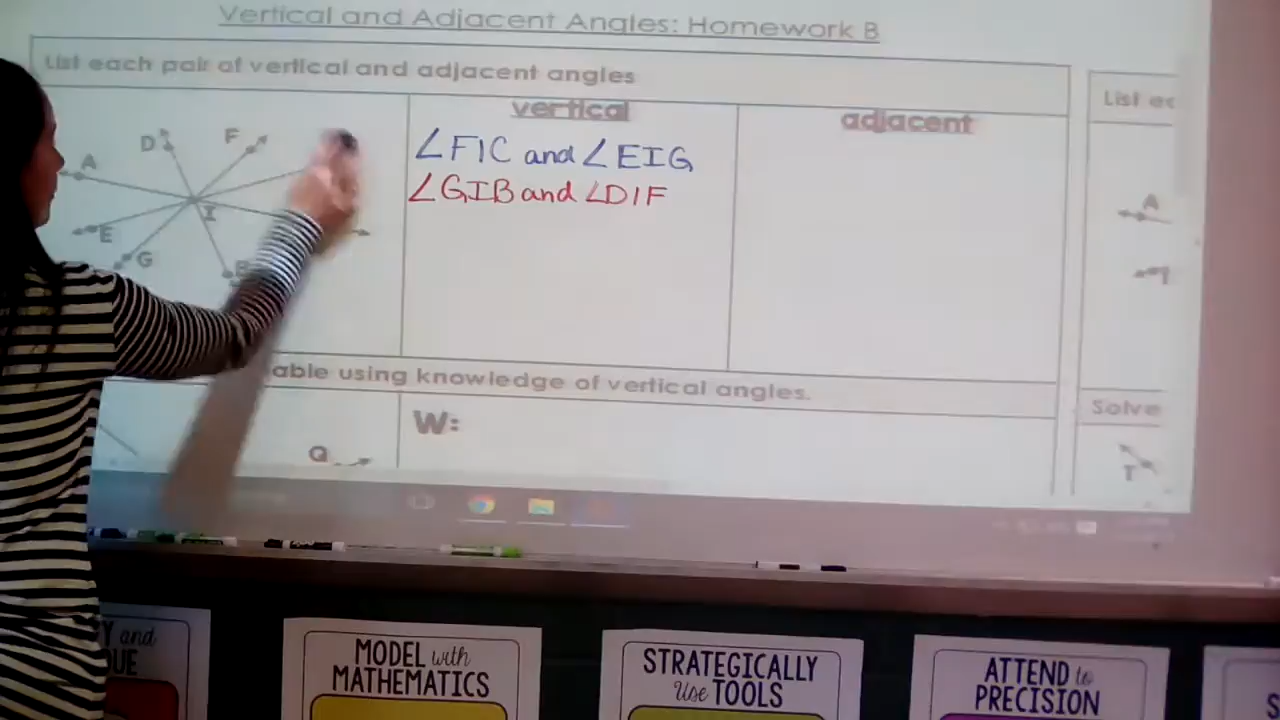 Vertical and Adjacent Angles: Homework B
List each pair of vertical and adjacent angles
List
vertical
adjacent
∠FIC and ∠EIG
∠GIB and ∠DIF
D
F
A
I
E
G
B
A
able using knowledge of vertical angles.
Solve
W:
Q
T
Y and
UE
MODEL with
MATHEMATICS
STRATEGICALLY
Use TOOLS
ATTEND to
PRECISION
S